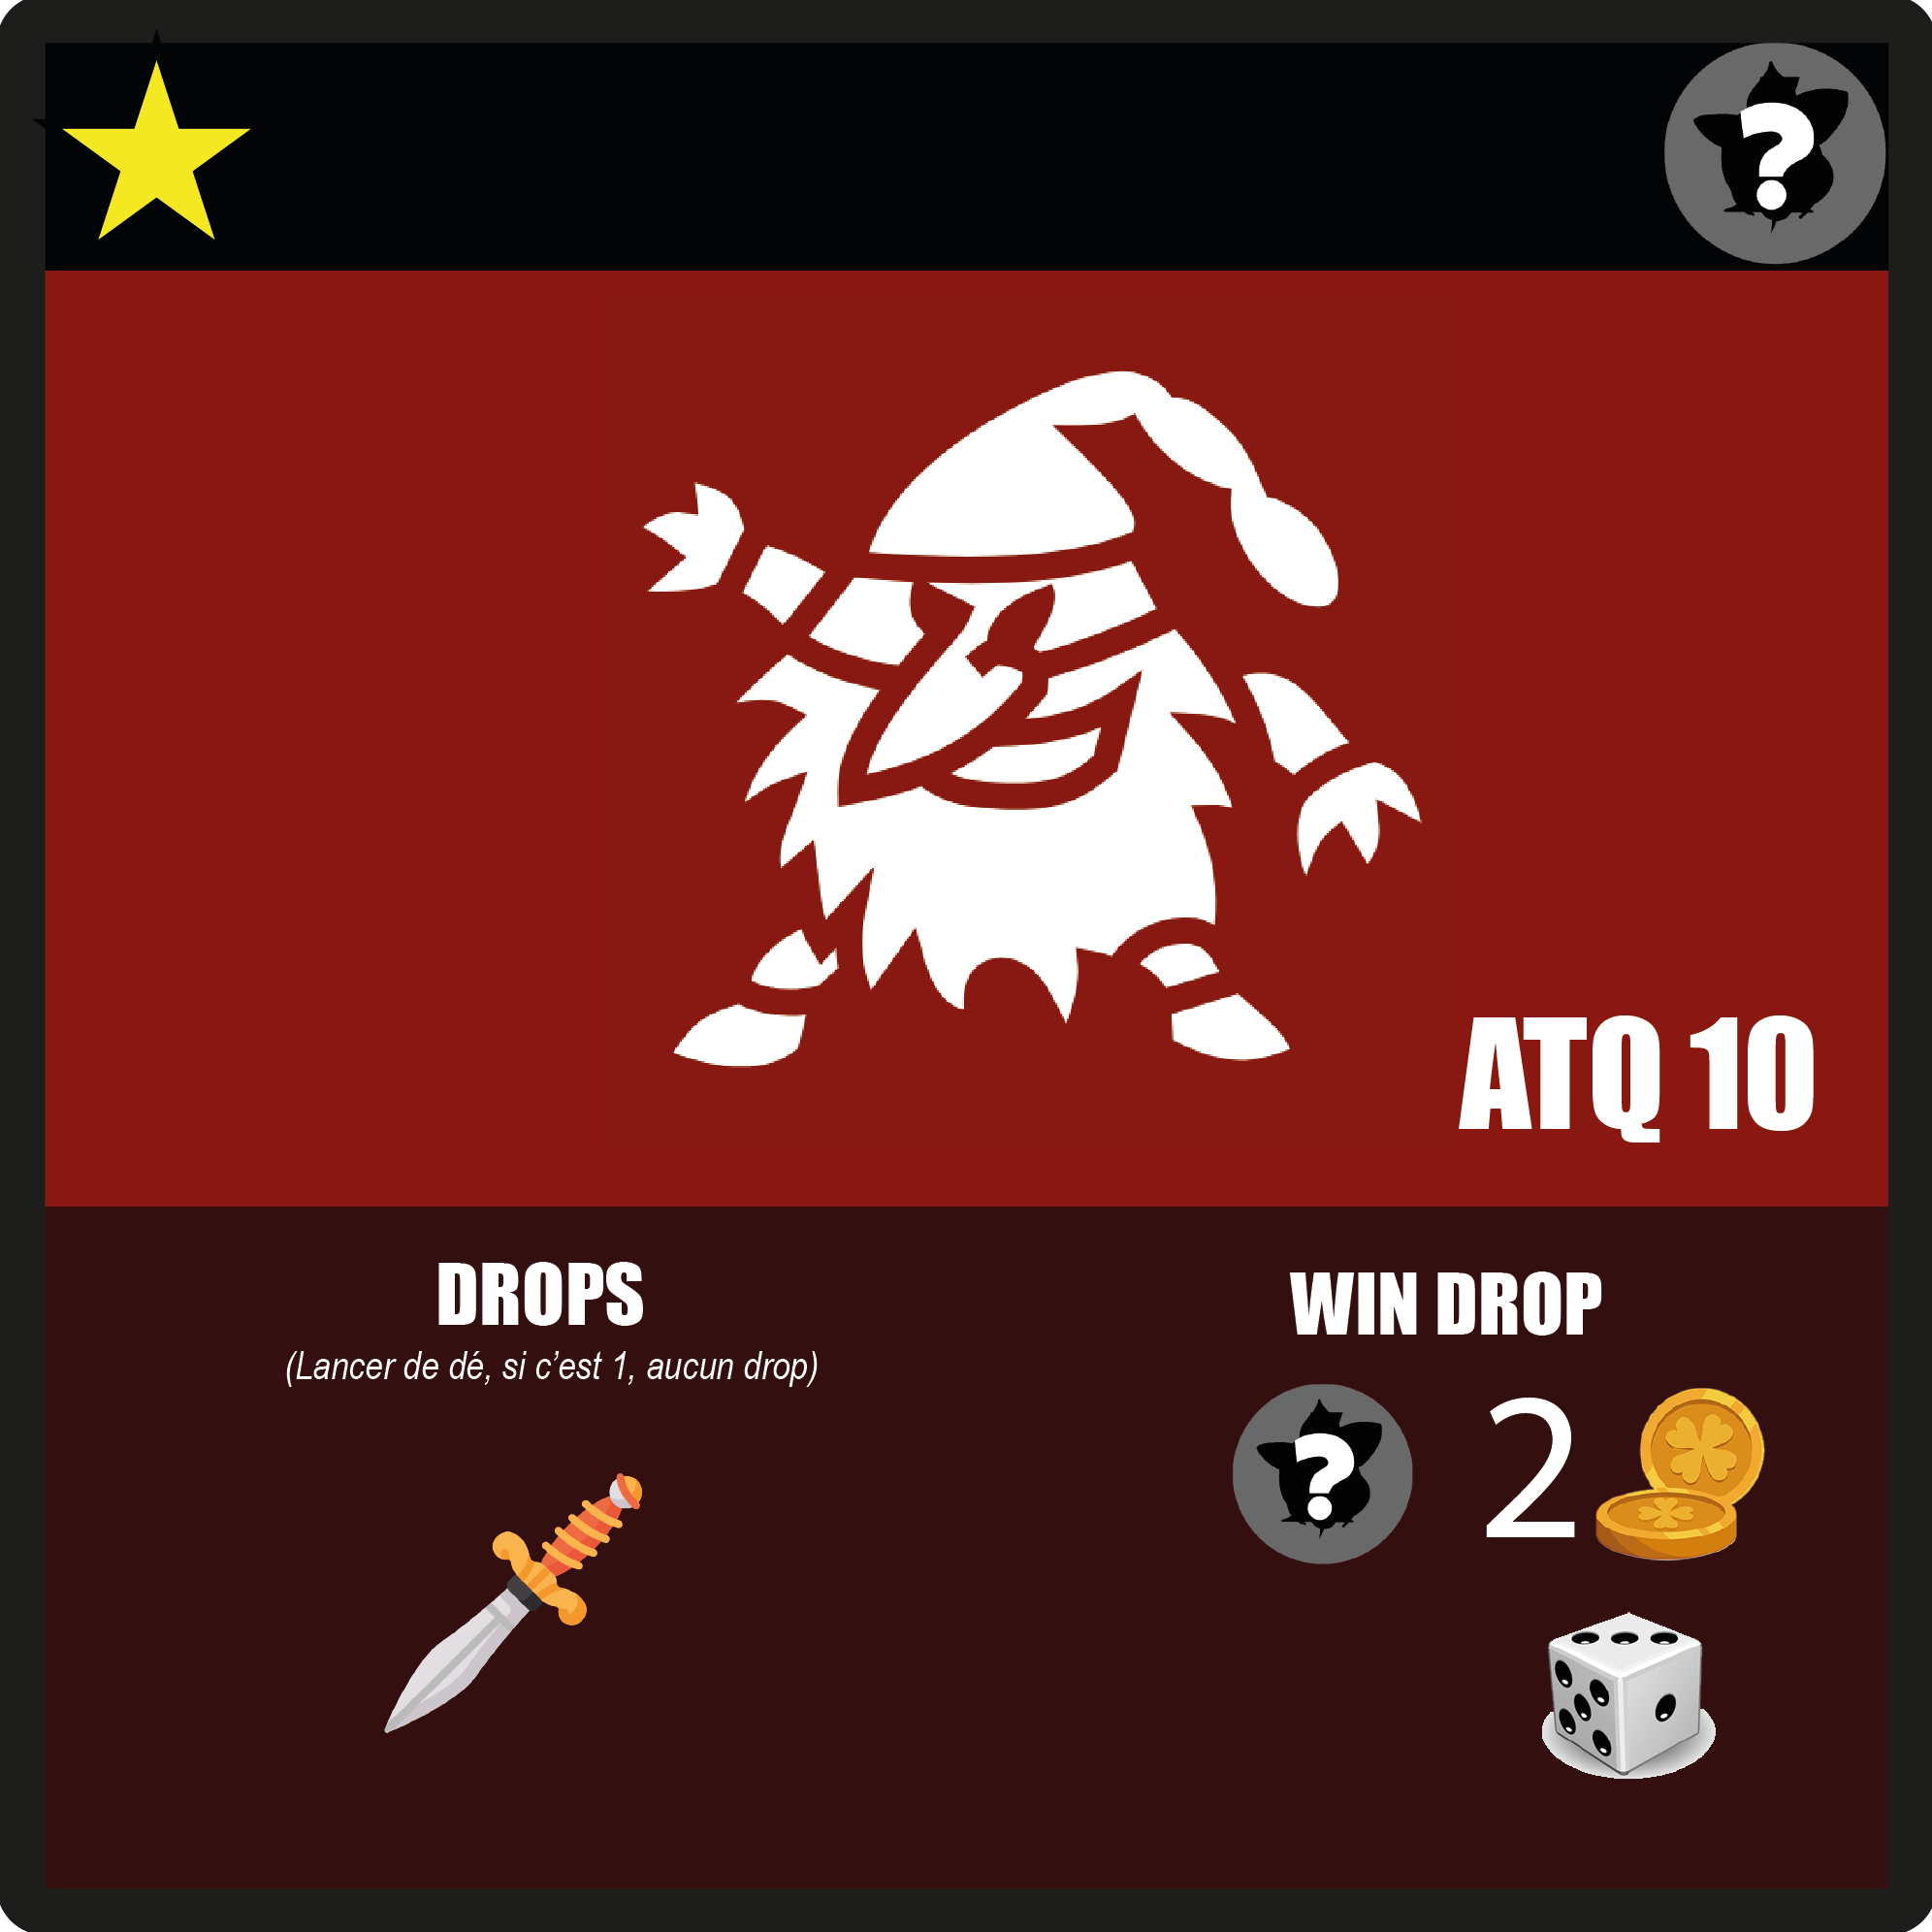 ?
ATQ 10
DROPS
(Lancer de dé, si c'est 1, aucun drop)
WIN DROP
?
2